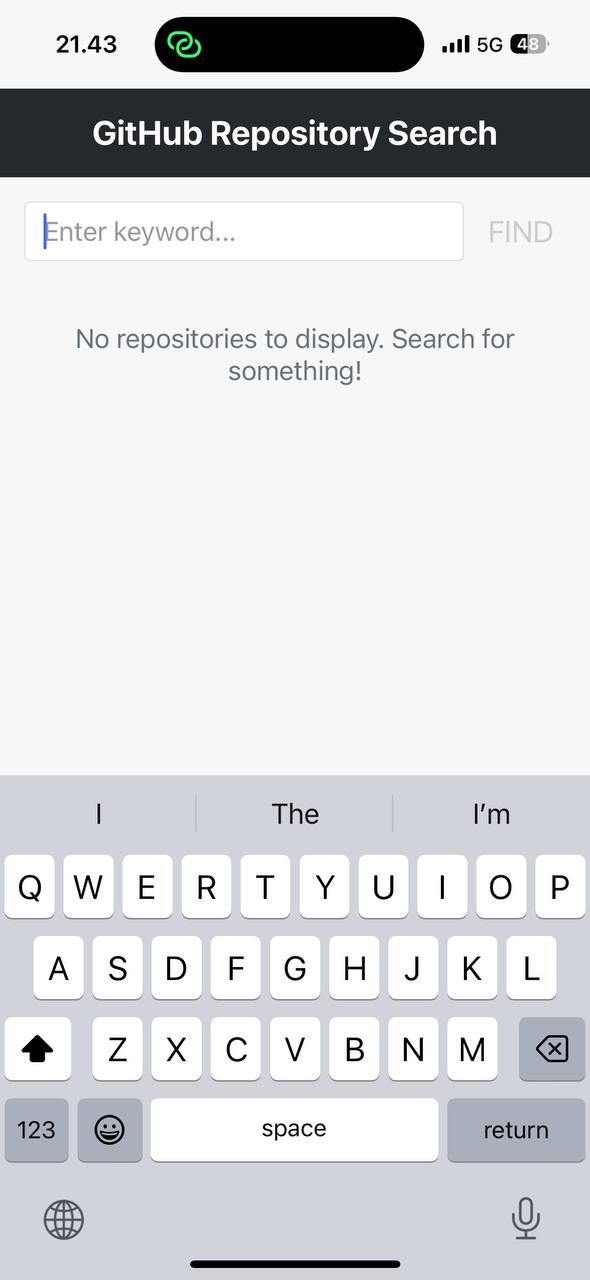 21.43
5G
48
GitHub Repository Search
Enter keyword...
FIND
No repositories to display. Search for
something!
I The I'm
Q W E R T Y U I O P
A S D F G H J K L
Z X C V B N M
123 space return